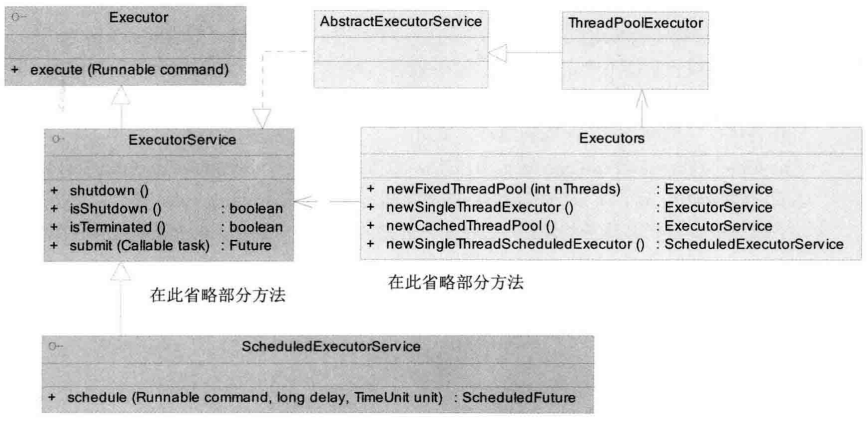 Executor
+ execute (Runnable command)
AbstractExecutorService
ThreadPoolExecutor
ExecutorService
+ shutdown ()
+ isShutdown () : boolean
+ isTerminated () : boolean
+ submit (Callable task) : Future
在此省略部分方法
Executors
+ newFixedThreadPool (int nThreads) : ExecutorService
+ newSingleThreadExecutor () : ExecutorService
+ newCachedThreadPool () : ExecutorService
+ newSingleThreadScheduledExecutor () : ScheduledExecutorService
在此省略部分方法
ScheduledExecutorService
+ schedule (Runnable command, long delay, TimeUnit unit) : ScheduledFuture